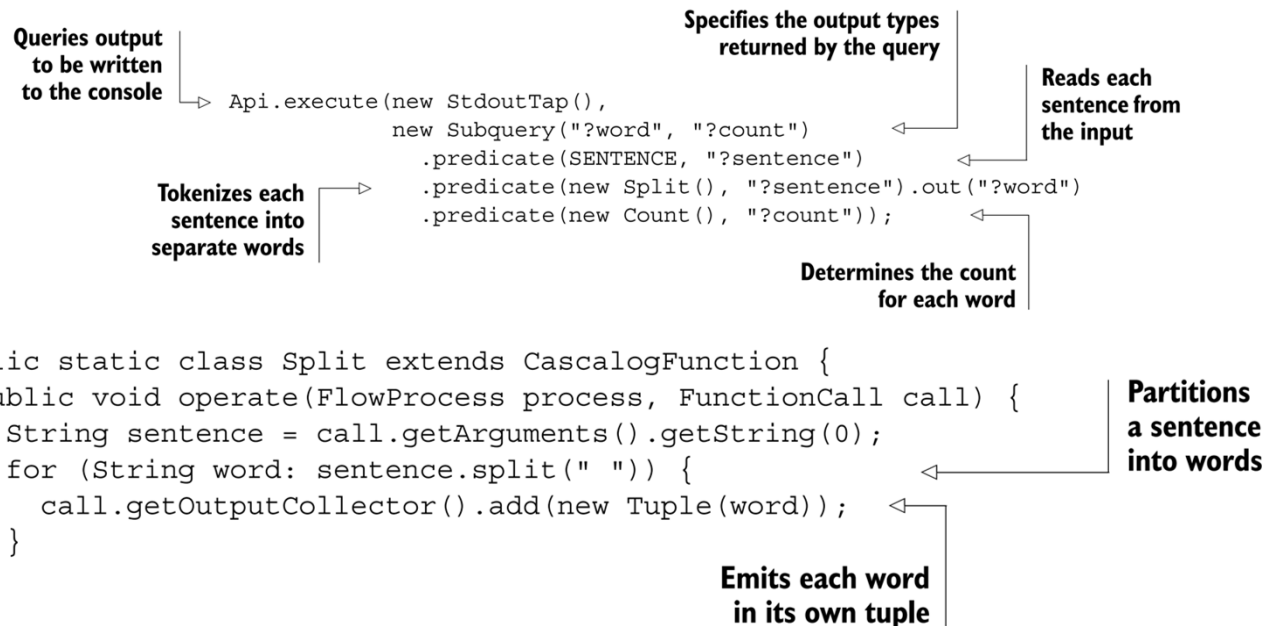 Queries output
to be written
to the console
Specifies the output types
returned by the query
Reads each
sentence from
the input
Api.execute(new StdoutTap(),
new Subquery("?word", "?count")
.predicate(SENTENCE, "?sentence")
.predicate(new Split(), "?sentence").out("?word")
.predicate(new Count(), "?count"));
Tokenizes each
sentence into
separate words
Determines the count
for each word
lic static class Split extends CascalogFunction {
ublic void operate(FlowProcess process, FunctionCall call) {
String sentence = call.getArguments().getString(0);
for (String word: sentence.split(" ")) {
call.getOutputCollector().add(new Tuple(word));
}
Partitions
a sentence
into words
Emits each word
in its own tuple